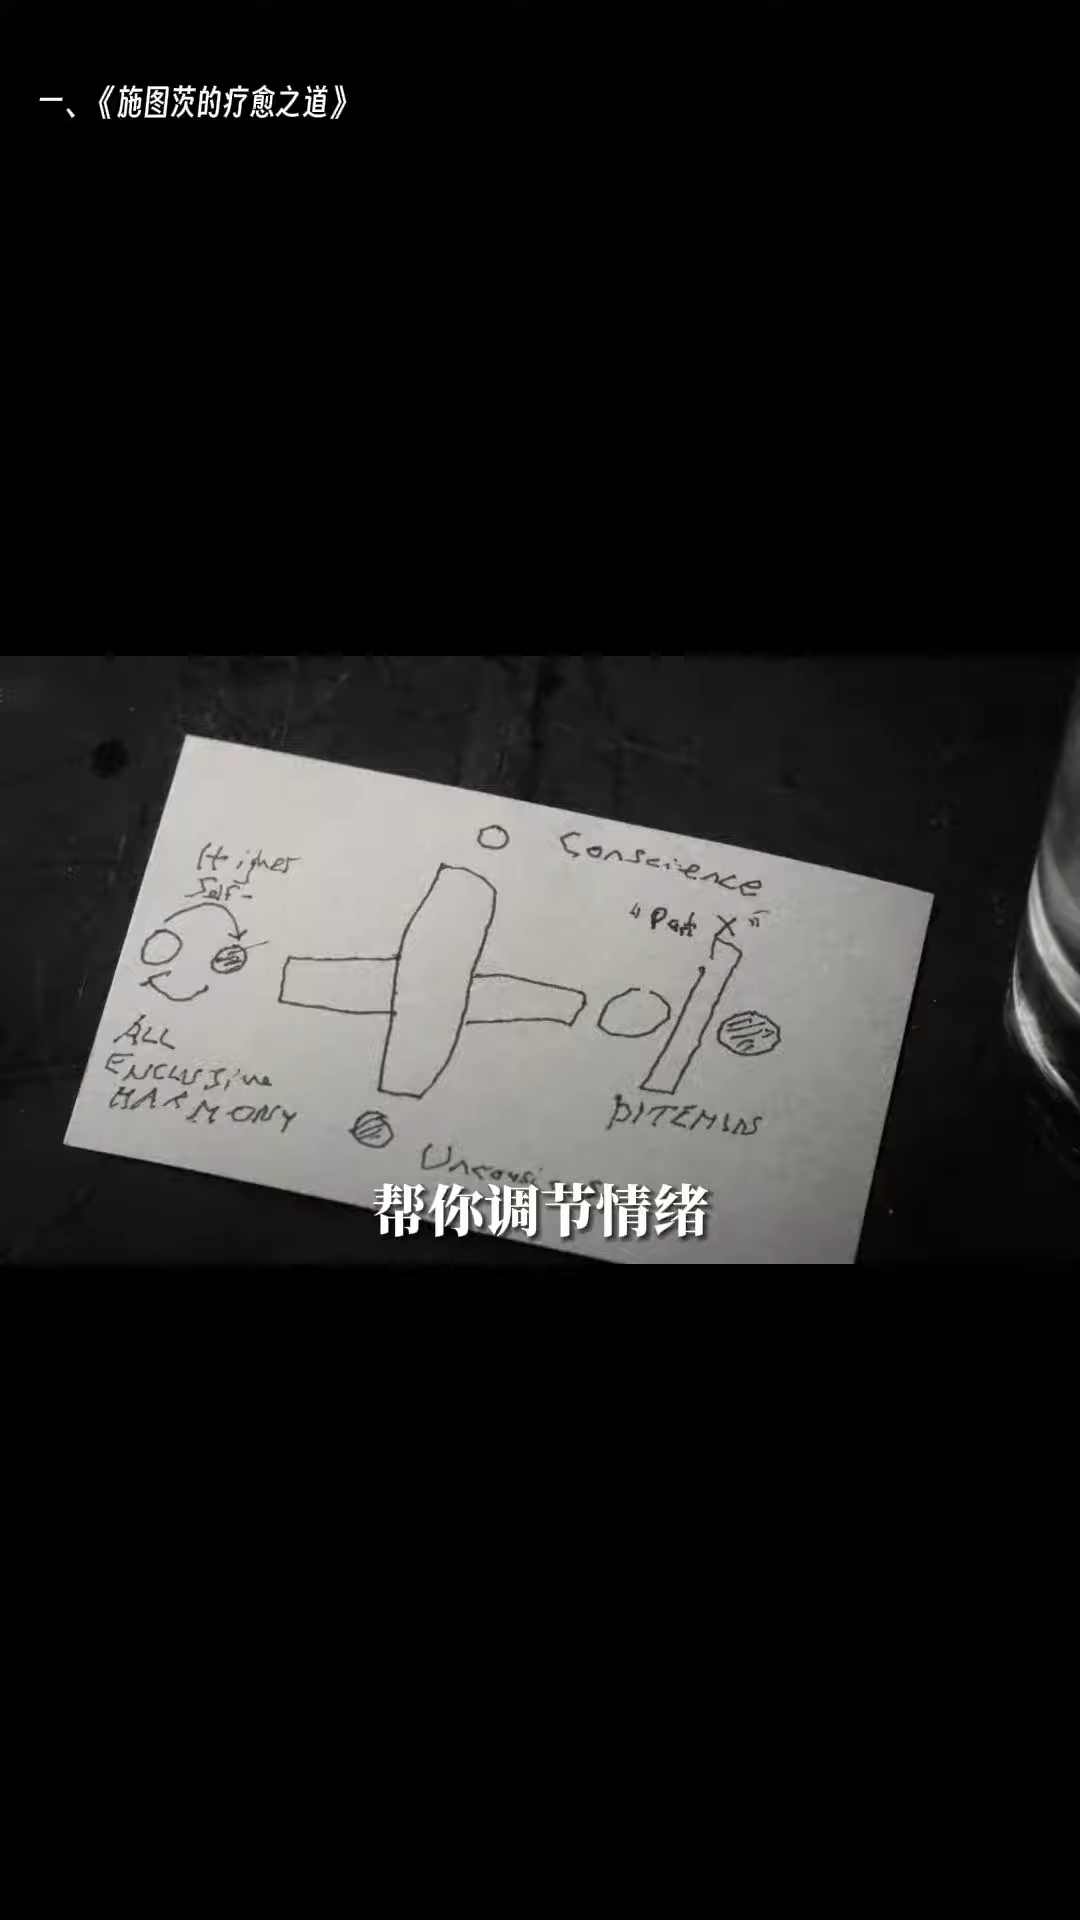 一、《施图茨的疗愈之道》
Conscience
Higher
Self-
"Part X"
ALL
ENCLUSIVE
HARMONY
帮你调节情绪